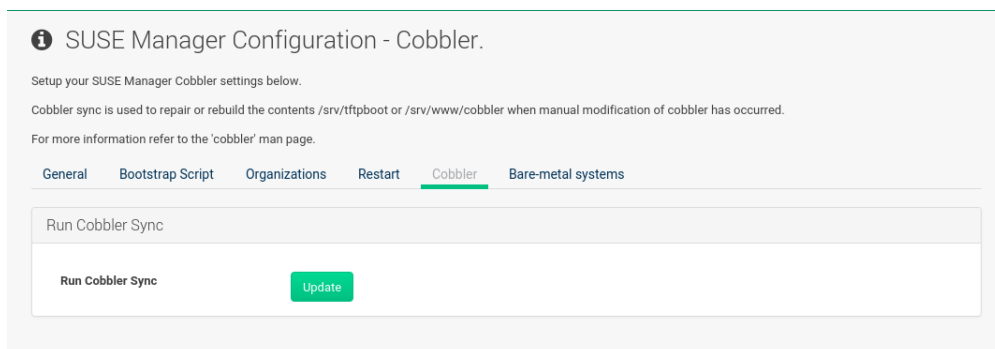 SUSE Manager Configuration - Cobbler.
Setup your SUSE Manager Cobbler settings below.
Cobbler sync is used to repair or rebuild the contents /srv/tftpboot or /srv/www/cobbler when manual modification of cobbler has occurred.
For more information refer to the 'cobbler' man page.
General Bootstrap Script Organizations Restart Cobbler Bare-metal systems
Run Cobbler Sync
Run Cobbler Sync Update